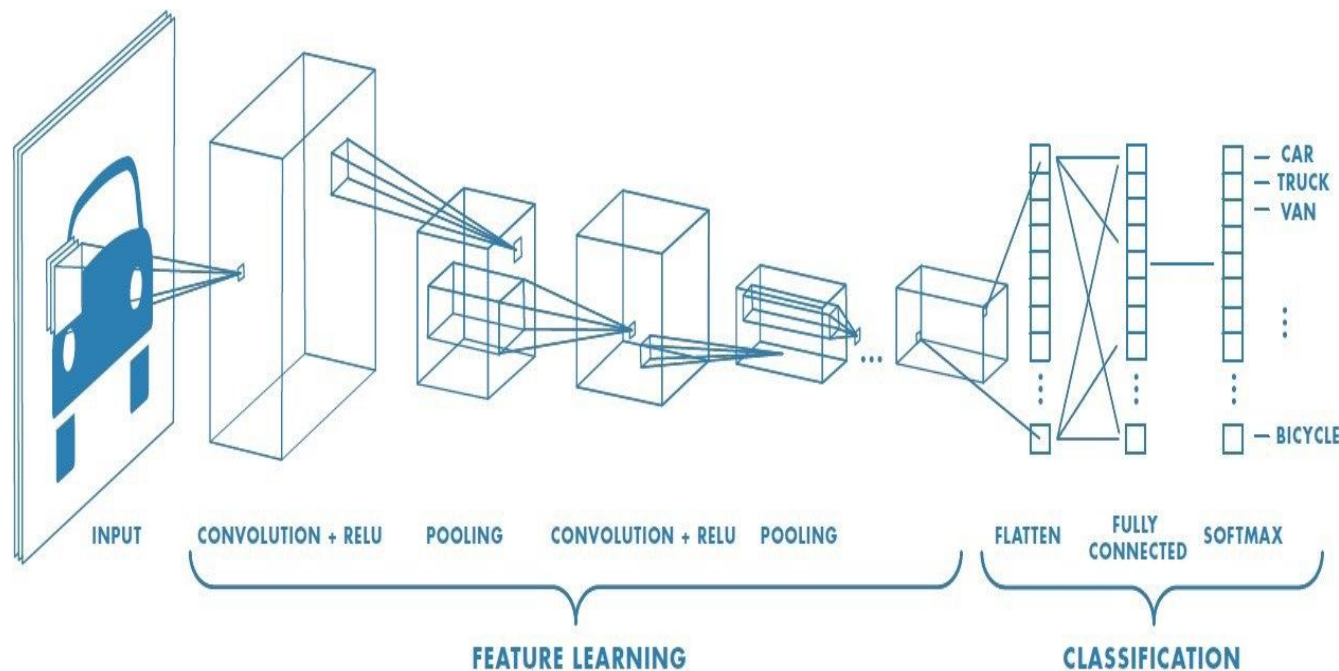 CAR
TRUCK
VAN
BICYCLE
INPUT
CONVOLUTION + RELU
POOLING
CONVOLUTION + RELU
POOLING
FLATTEN
FULLY
CONNECTED
SOFTMAX
FEATURE LEARNING
CLASSIFICATION